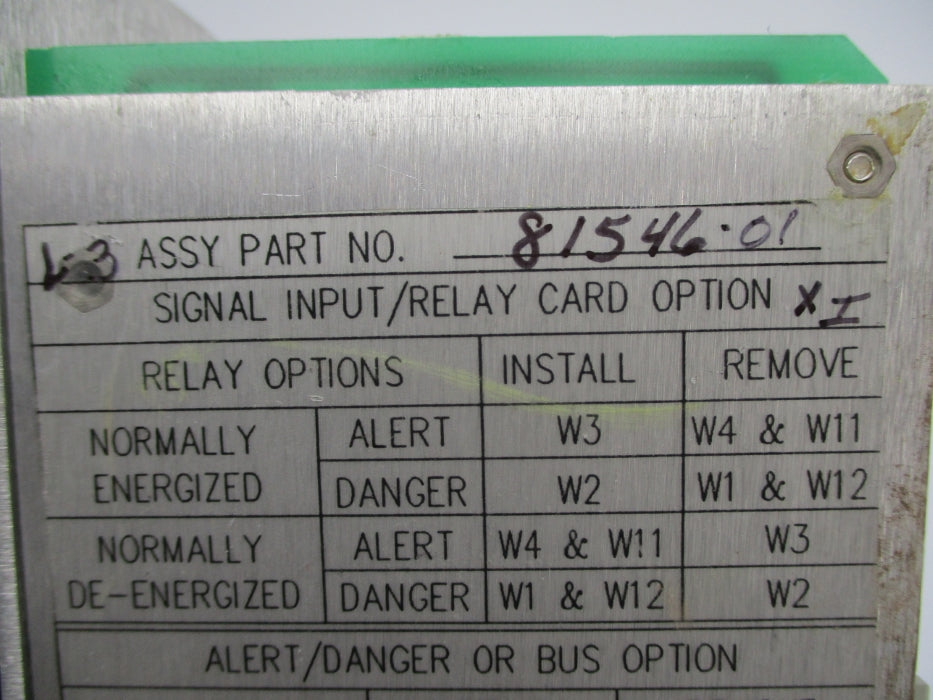 L-3 ASSY PART NO. 81546-01
SIGNAL INPUT/RELAY CARD OPTION XI
RELAY OPTIONS INSTALL REMOVE
NORMALLY ENERGIZED ALERT W3 W4 & W11
DANGER W2 W1 & W12
NORMALLY DE-ENERGIZED ALERT W4 & W11 W3
DANGER W1 & W12 W2
ALERT/DANGER OR BUS OPTION